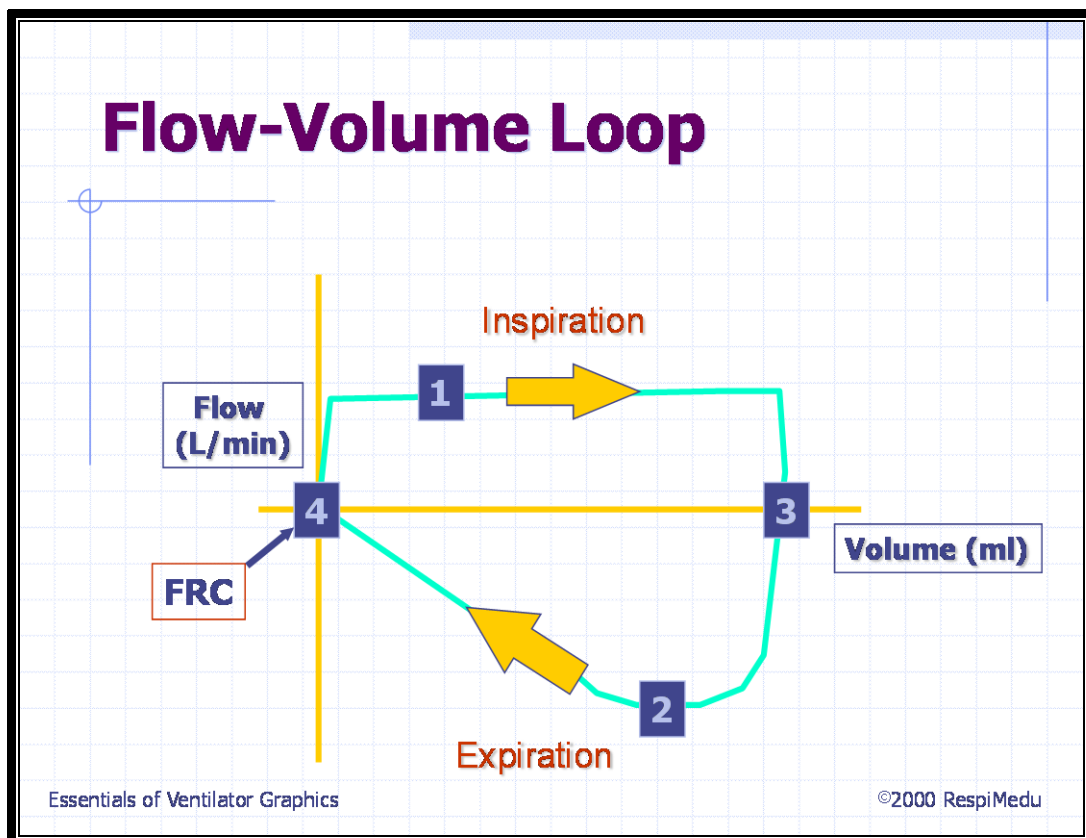 Flow-Volume Loop
Inspiration
1
Flow
(L/min)
4
3
Volume (ml)
FRC
2
Expiration
Essentials of Ventilator Graphics
©2000 RespiMedu